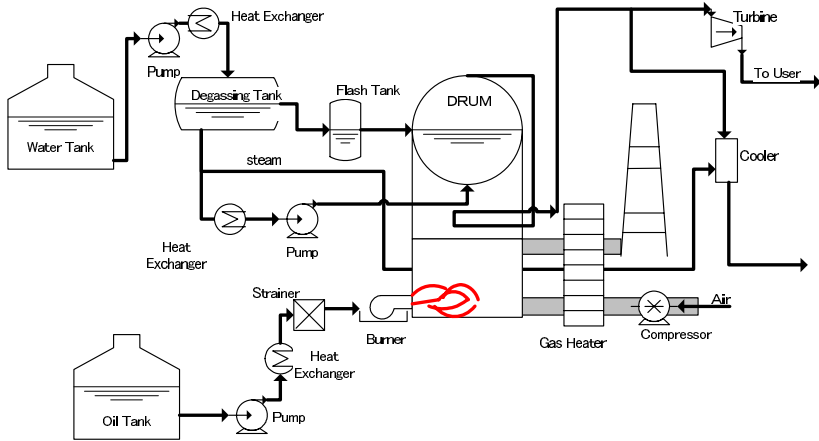 Heat Exchanger
Turbine
Pump
To User
Degassing Tank
Flash Tank
DRUM
Water Tank
steam
Cooler
Heat
Exchanger
Pump
Strainer
Air
Burner
Gas Heater
Compressor
Heat
Exchanger
Oil Tank
Pump